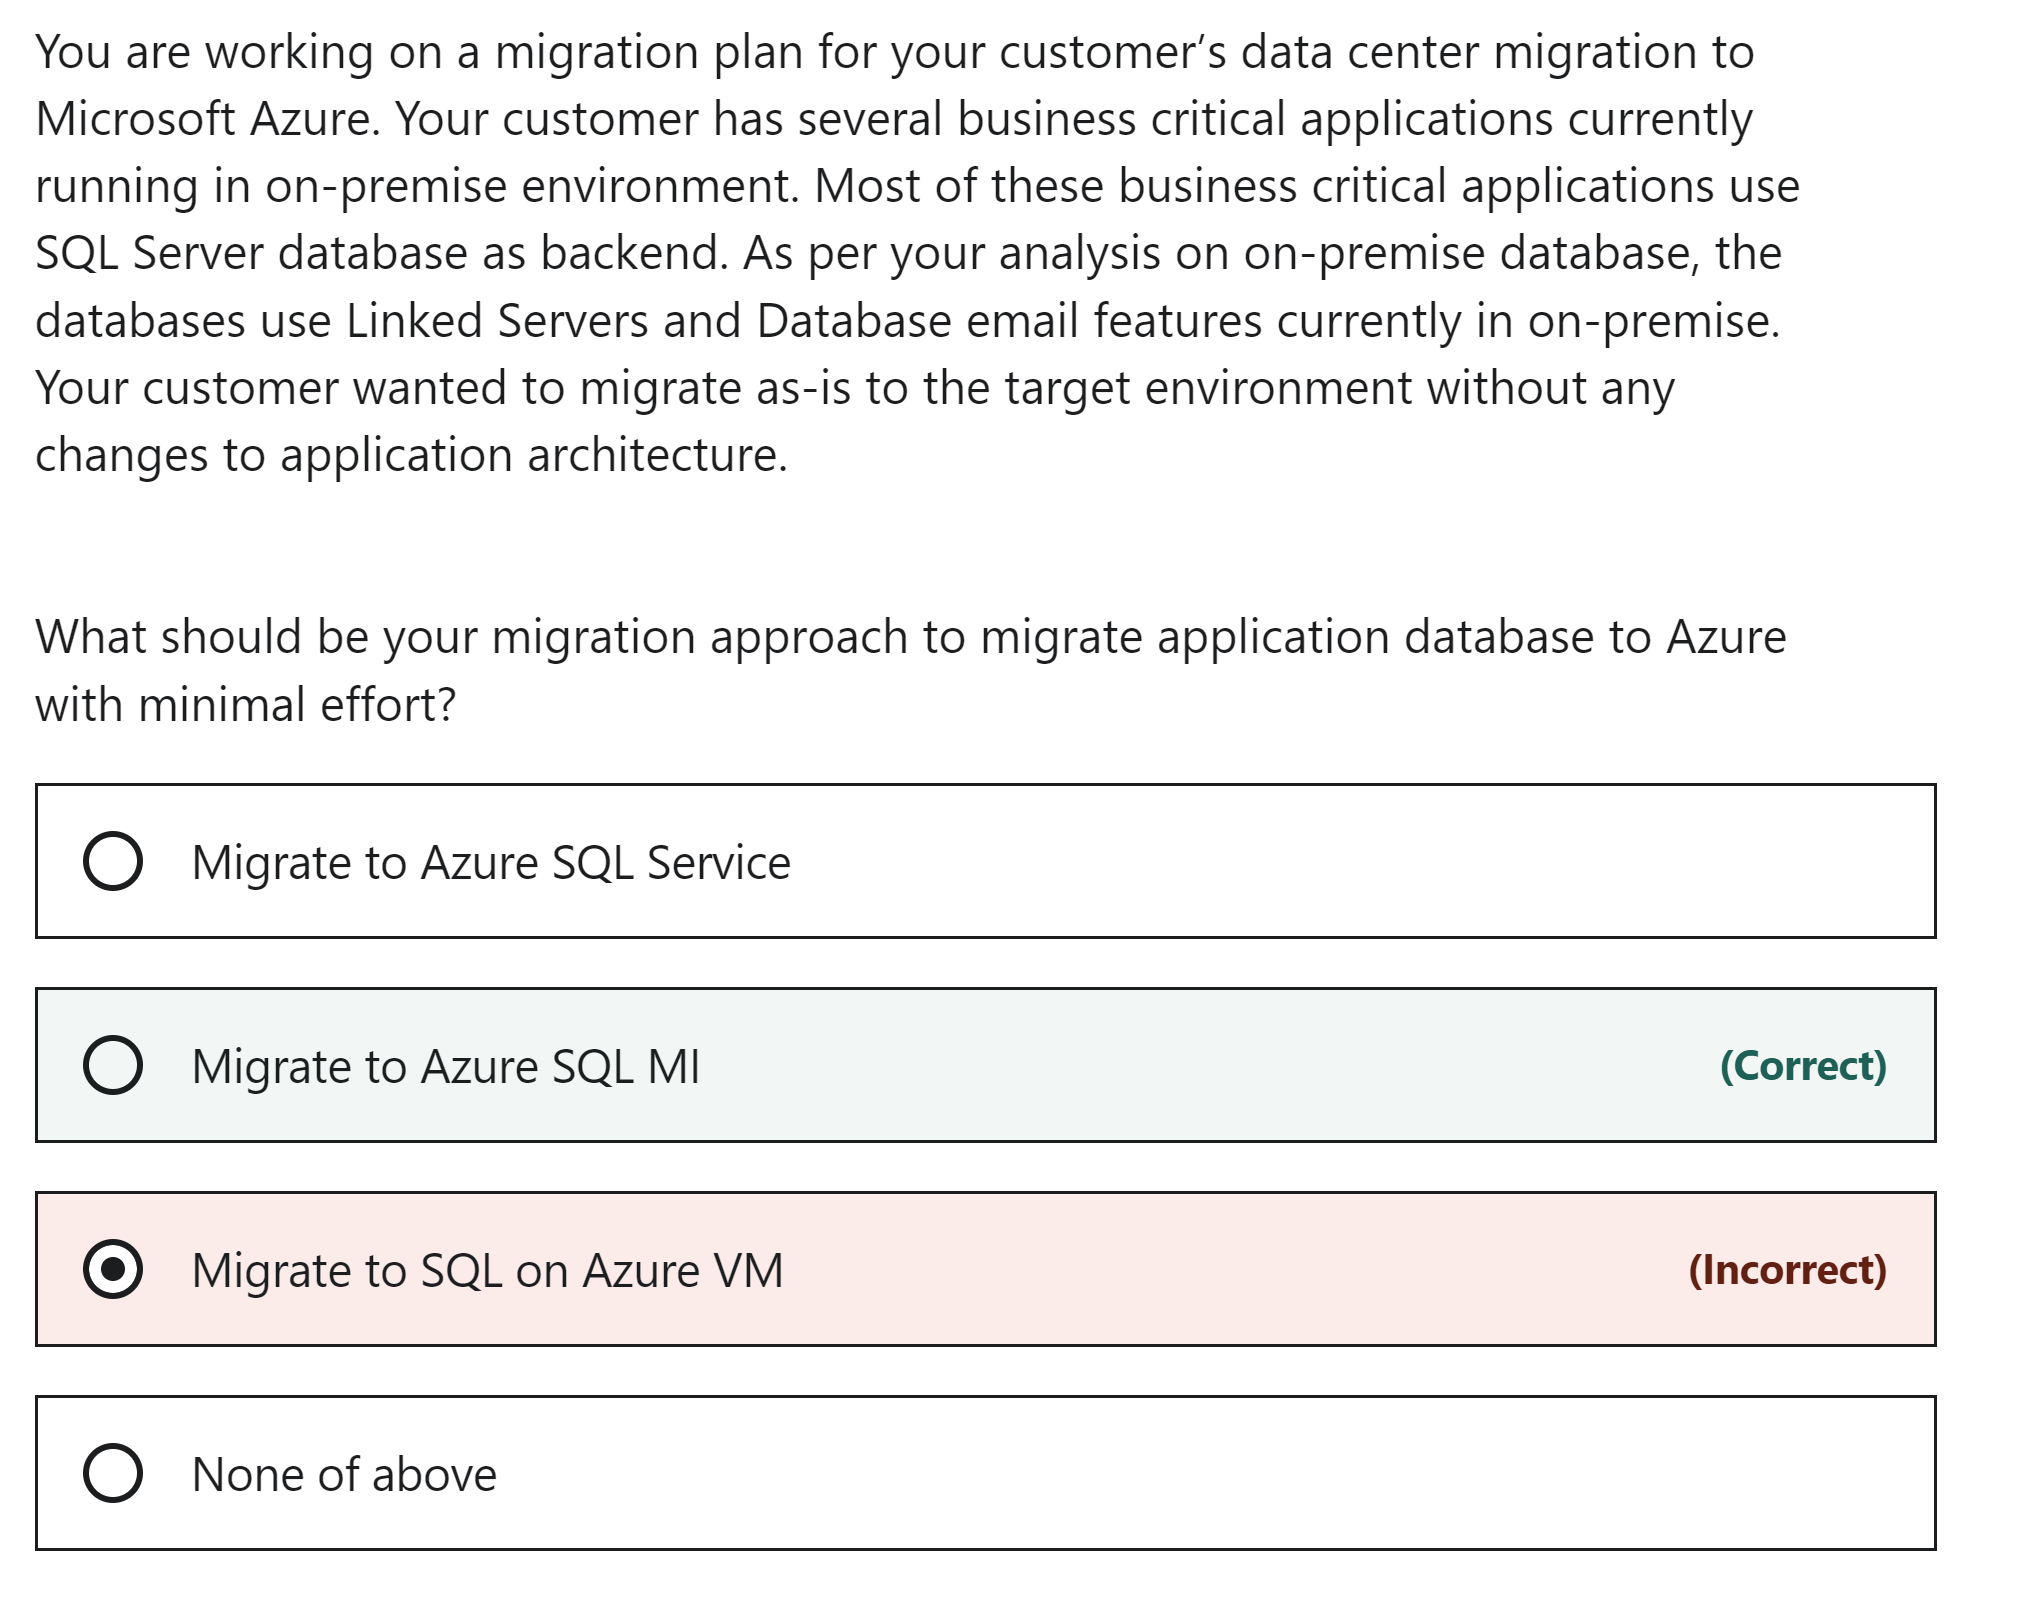 You are working on a migration plan for your customer’s data center migration to
Microsoft Azure. Your customer has several business critical applications currently
running in on-premise environment. Most of these business critical applications use
SQL Server database as backend. As per your analysis on on-premise database, the
databases use Linked Servers and Database email features currently in on-premise.
Your customer wanted to migrate as-is to the target environment without any
changes to application architecture.
What should be your migration approach to migrate application database to Azure
with minimal effort?
Migrate to Azure SQL Service
Migrate to Azure SQL MI (Correct)
Migrate to SQL on Azure VM (Incorrect)
None of above